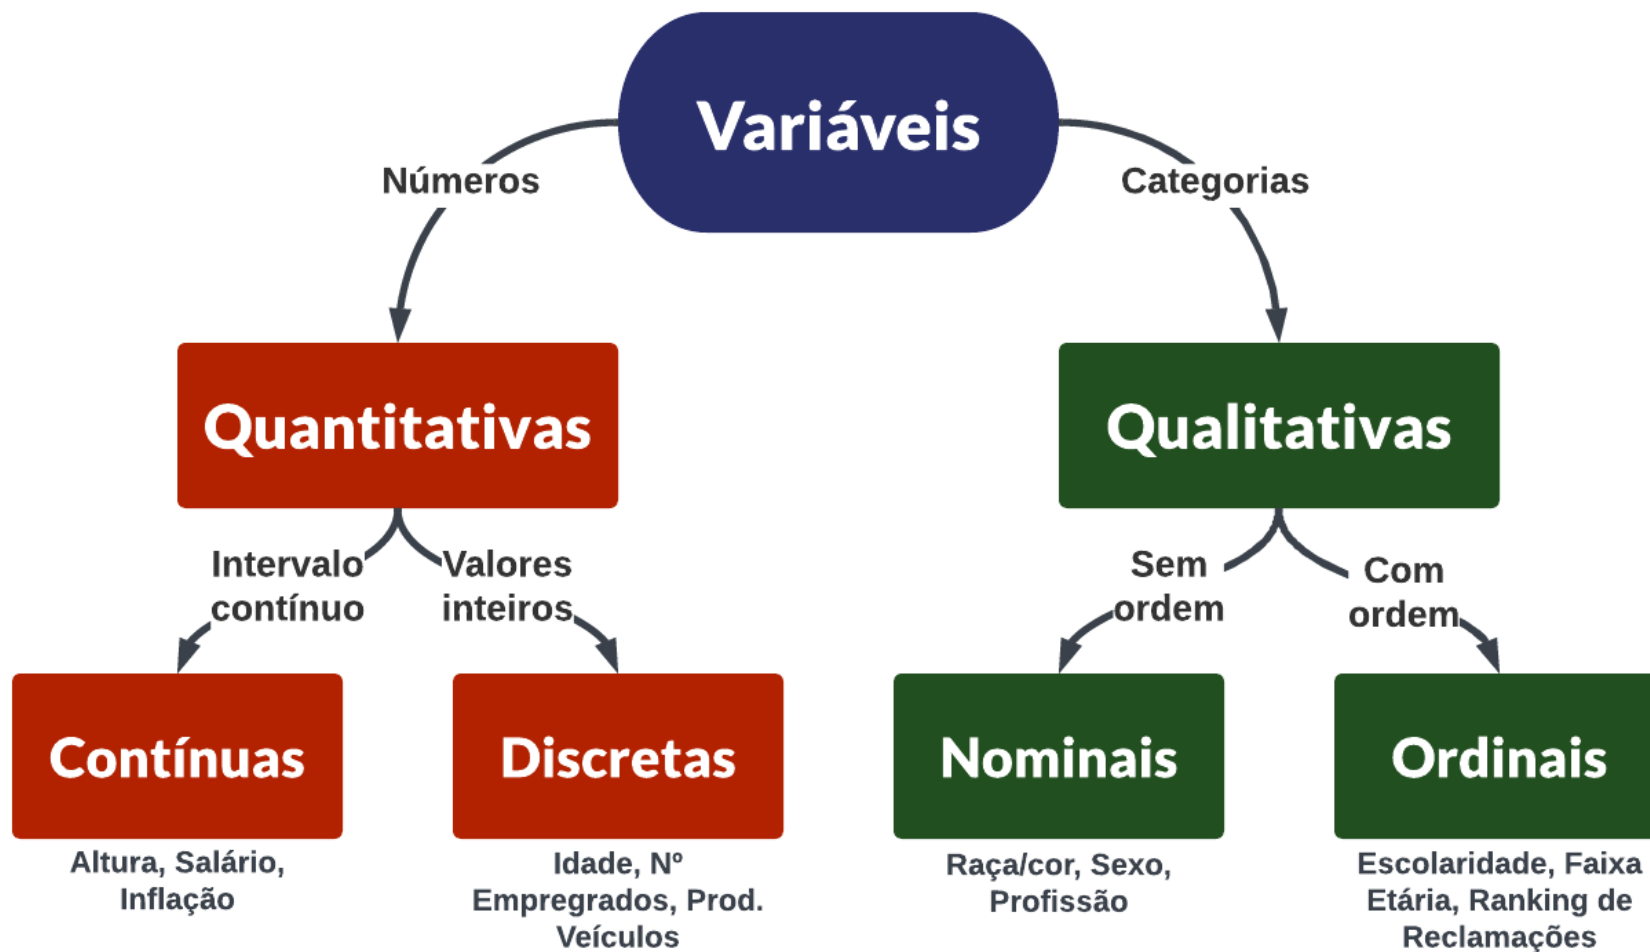 Variáveis
Números
Categorias
Quantitativas
Qualitativas
Intervalo
contínuo
Valores
inteiros
Sem
ordem
Com
ordem
Contínuas
Discretas
Nominais
Ordinais
Altura, Salário,
Inflação
Idade, Nº
Empregrados, Prod.
Veículos
Raça/cor, Sexo,
Profissão
Escolaridade, Faixa
Etária, Ranking de
Reclamações